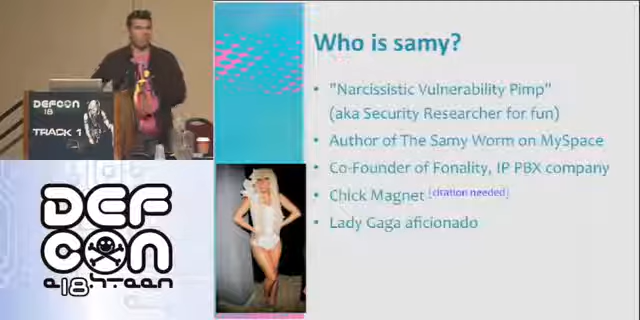 DEFCON
18
TRACK 1
DEF
CON
e18hteen
Who is samy?
• "Narcissistic Vulnerability Pimp"
(aka Security Researcher for fun)
• Author of The Samy Worm on MySpace
• Co-Founder of Fonality, IP PBX company
• Chick Magnet [citation needed]
• Lady Gaga aficionado